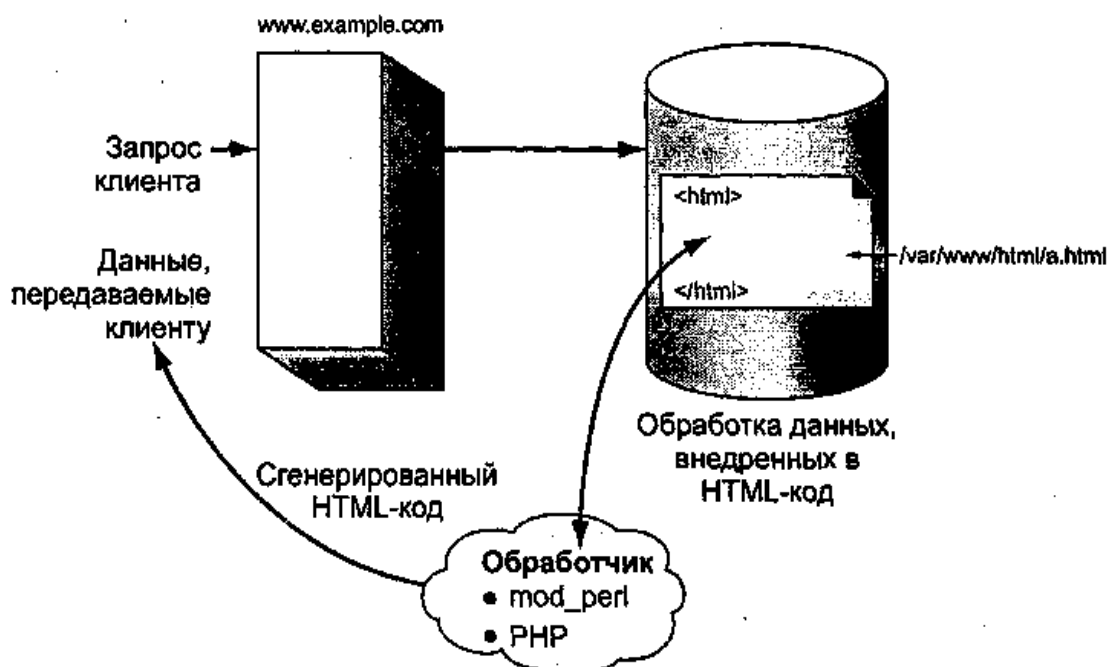 www.example.com
Запрос
клиента
<html>
/var/www/html/a.html
</html>
Данные,
передаваемые
клиенту
Обработка данных,
внедренных в
HTML-код
Сгенерированный
HTML-код
Обработчик
• mod_perl
• PHP